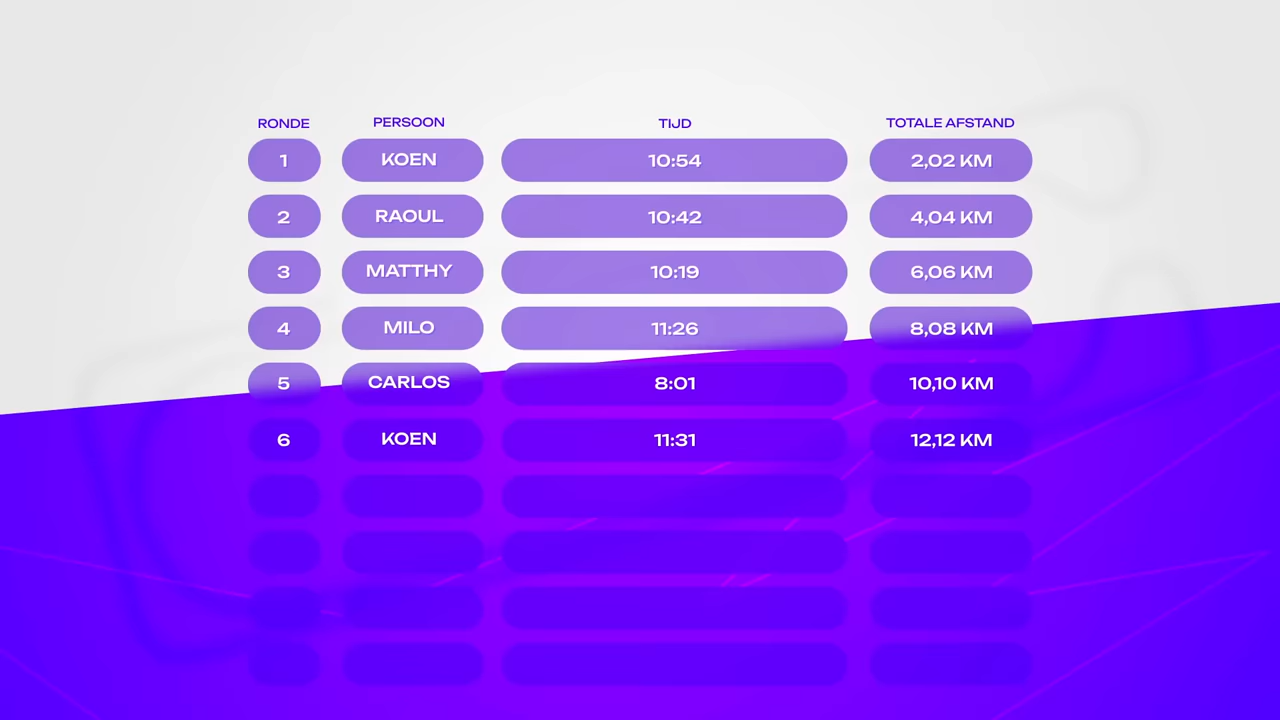 RONDE PERSOON TIJD TOTALE AFSTAND
1 KOEN 10:54 2,02 KM
2 RAOUL 10:42 4,04 KM
3 MATTHY 10:19 6,06 KM
4 MILO 11:26 8,08 KM
5 CARLOS 8:01 10,10 KM
6 KOEN 11:31 12,12 KM